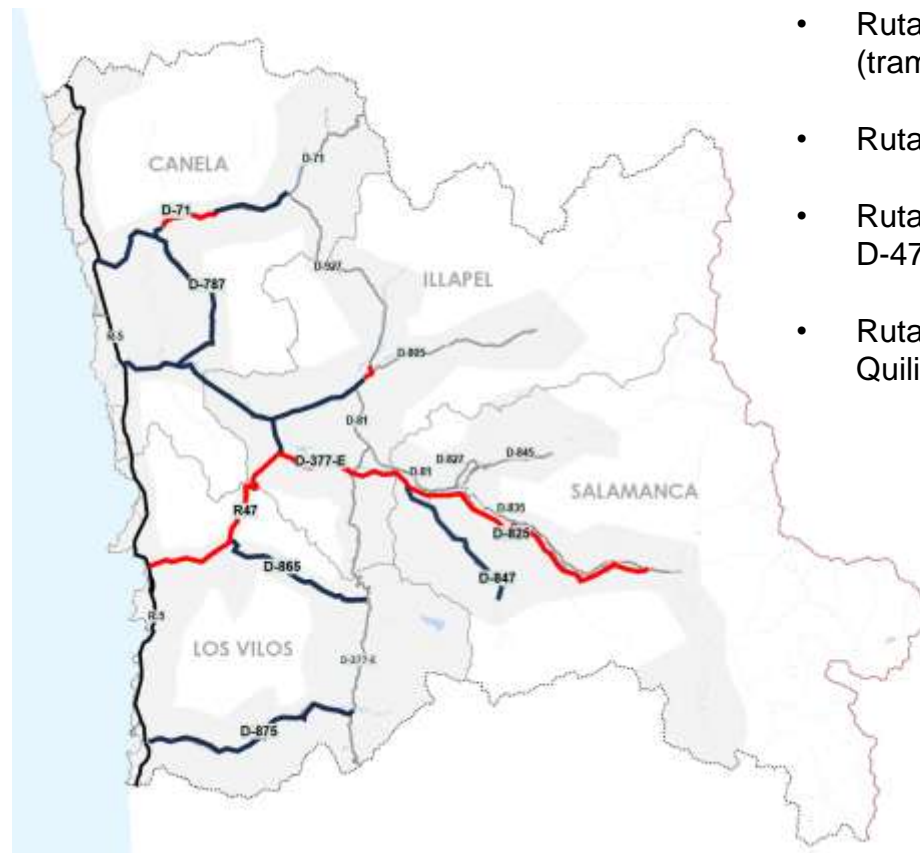 • Ruta
(tram
• Ruta
• Ruta
D-47
• Ruta
Quili
CANELA
D-71
D-71
D-597
ILLAPEL
D-787
R-5
D-805
D-81
D-377-E
D-81
D-827
D-845
SALAMANCA
R47
D-835
D-825
D-865
D-847
R-5
LOS VILOS
D-377-E
D-875